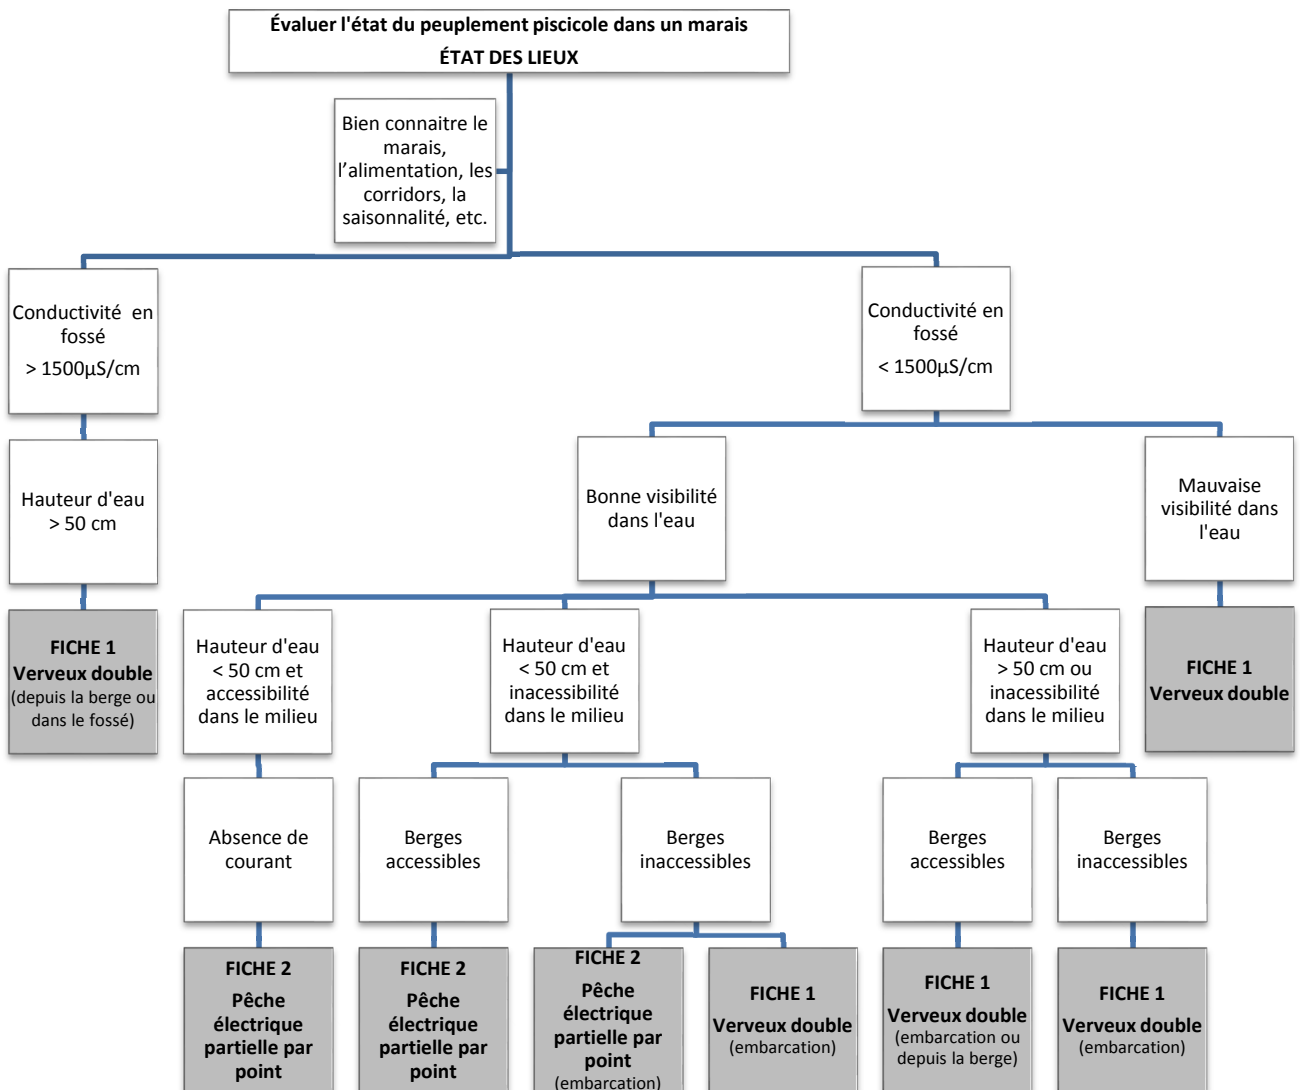 Évaluer l'état du peuplement piscicole dans un marais
ÉTAT DES LIEUX
Bien connaitre le
marais,
l'alimentation, les
corridors, la
saisonnalité, etc.
Conductivité en
fossé
> 1500µS/cm
Conductivité en
fossé
< 1500µS/cm
Hauteur d'eau
> 50 cm
Bonne visibilité
dans l'eau
Mauvaise
visibilité dans
l'eau
FICHE 1
Verveux double
(depuis la berge ou
dans le fossé)
Hauteur d'eau
< 50 cm et
accessibilité
dans le milieu
Hauteur d'eau
< 50 cm et
inacessibilité
dans le milieu
Hauteur d'eau
> 50 cm ou
inacessibilité
dans le milieu
FICHE 1
Verveux double
Absence de
courant
Berges
accessibles
Berges
inaccessibles
Berges
accessibles
Berges
inaccessibles
FICHE 2
Pêche
électrique
partielle par
point
FICHE 2
Pêche
électrique
partielle par
point
FICHE 2
Pêche
électrique
partielle par
point
(embarcation)
FICHE 1
Verveux double
(embarcation)
FICHE 1
Verveux double
(embarcation ou
depuis la berge)
FICHE 1
Verveux double
(embarcation)